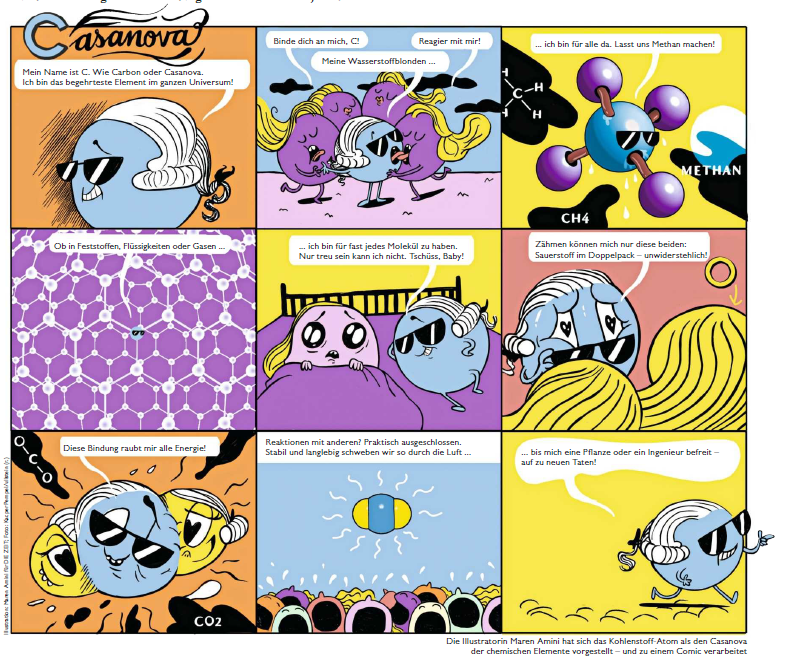 Casanova
Mein Name ist C. Wie Carbon oder Casanova.
Ich bin das begehrteste Element im ganzen Universum!
Binde dich an mich, C!
Reagier mit mir!
Meine Wasserstoffblonden ...
... ich bin für alle da. Lasst uns Methan machen!
H
C
H
H
METHAN
CH4
Ob in Feststoffen, Flüssigkeiten oder Gasen ...
... ich bin für fast jedes Molekül zu haben.
Nur treu sein kann ich nicht. Tschüss, Baby!
Zähmen können mich nur diese beiden:
Sauerstoff im Doppelpack – unwiderstehlich!
O
C
O
Diese Bindung raubt mir alle Energie!
CO2
Reaktionen mit anderen? Praktisch ausgeschlossen.
Stabil und langlebig schweben wir so durch die Luft ...
... bis mich eine Pflanze oder ein Ingenieur befreit –
auf zu neuen Taten!
Die Illustratorin Maren Amini hat sich das Kohlenstoff-Atom als den Casanova
der chemischen Elemente vorgestellt – und zu einem Comic verarbeitet